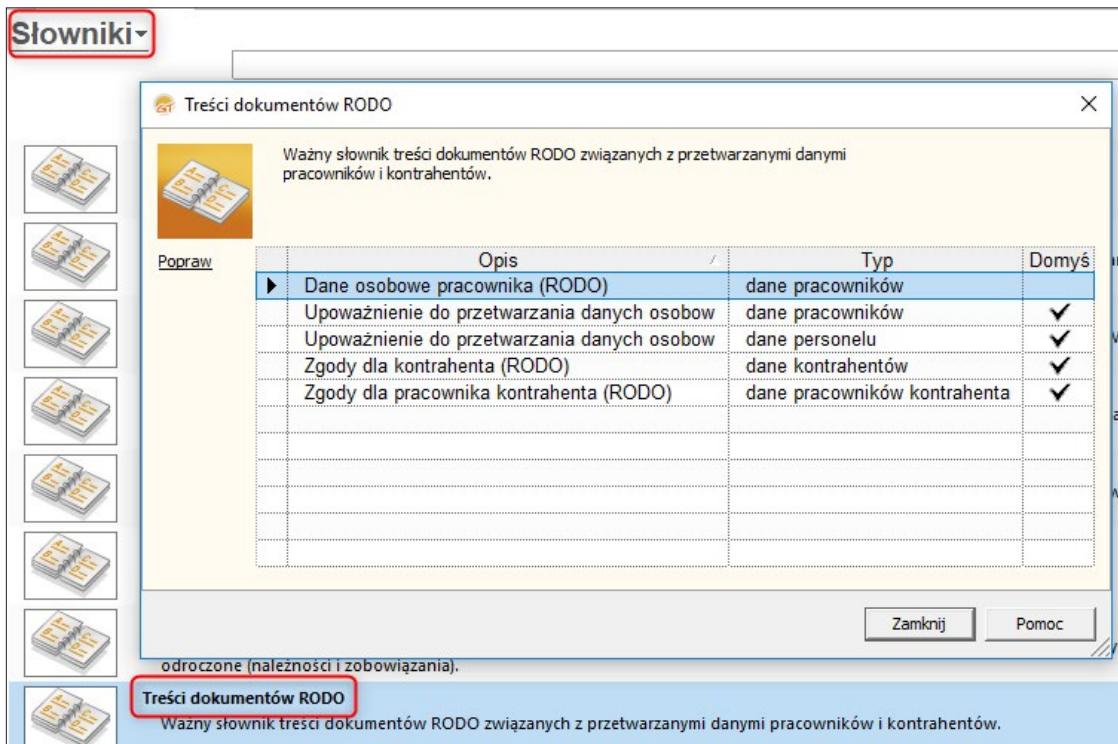 Słowniki
Treści dokumentów RODO
Ważny słownik treści dokumentów RODO związanych z przetwarzanymi danymi
pracowników i kontrahentów.
Popraw
Opis Typ Domyś
Dane osobowe pracownika (RODO) dane pracowników
Upoważnienie do przetwarzania danych osobow dane pracowników
Upoważnienie do przetwarzania danych osobow dane personelu
Zgody dla kontrahenta (RODO) dane kontrahentów
Zgody dla pracownika kontrahenta (RODO) dane pracowników kontrahenta
Zamknij Pomoc
odroczone (należności i zobowiązania).
Treści dokumentów RODO
Ważny słownik treści dokumentów RODO związanych z przetwarzanymi danymi pracowników i kontrahentów.